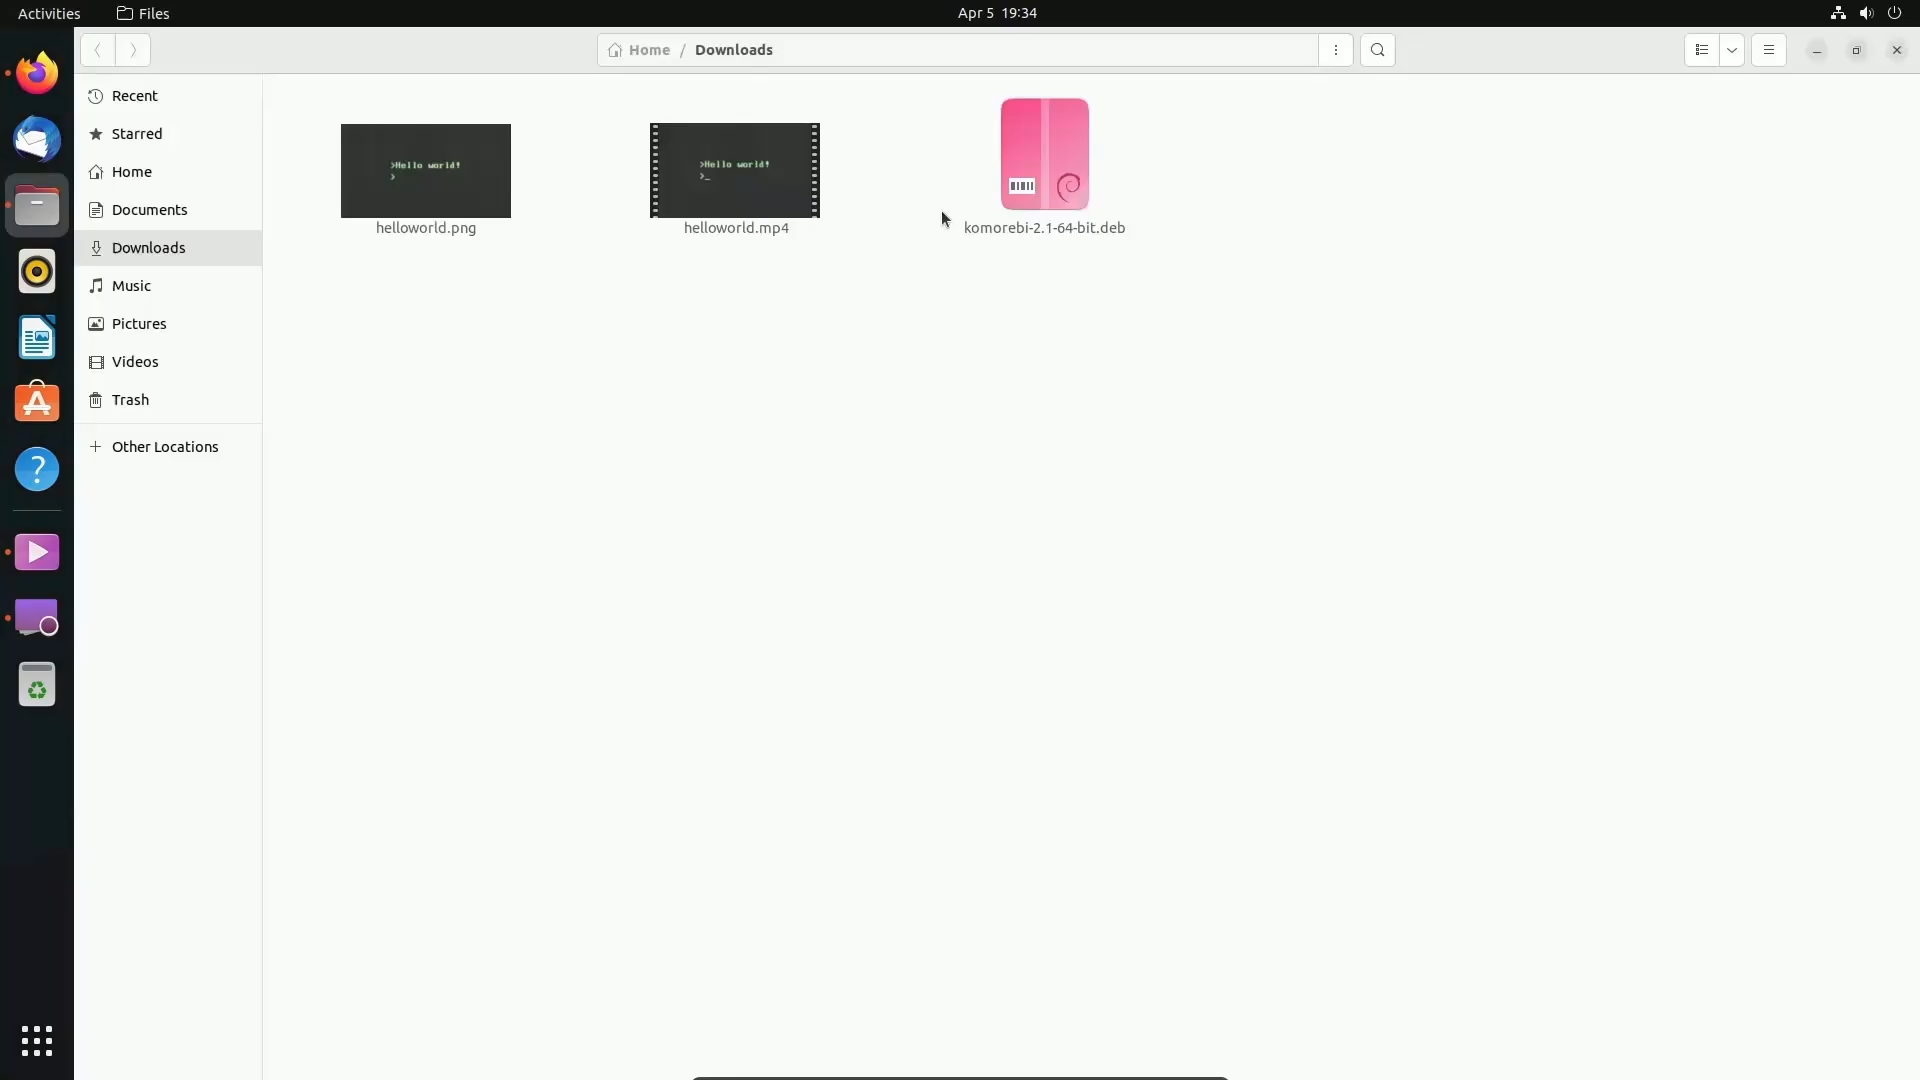 Activities
Files
Apr 5 19:34
Home / Downloads
Recent
Starred
Home
Documents
Downloads
Music
Pictures
Videos
Trash
Other Locations
>Hello world!
>
helloworld.png
>Hello world!
>_
helloworld.mp4
komorebi-2.1-64-bit.deb